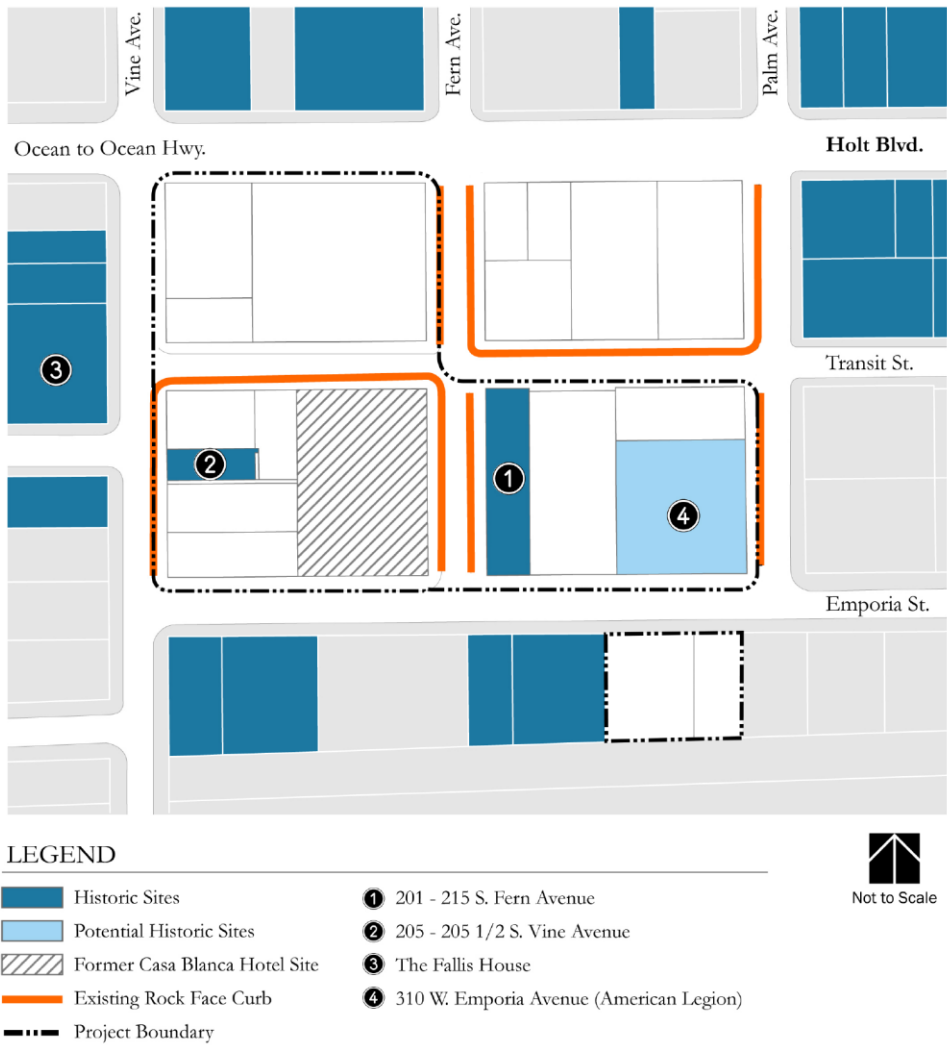 Vine Ave.
Fern Ave.
Palm Ave.
Ocean to Ocean Hwy.
Holt Blvd.
3
Transit St.
2
1
4
Emporia St.
LEGEND
Historic Sites
Potential Historic Sites
Former Casa Blanca Hotel Site
Existing Rock Face Curb
Project Boundary
1 201 - 215 S. Fern Avenue
2 205 - 205 1/2 S. Vine Avenue
3 The Fallis House
4 310 W. Emporia Avenue (American Legion)
Not to Scale